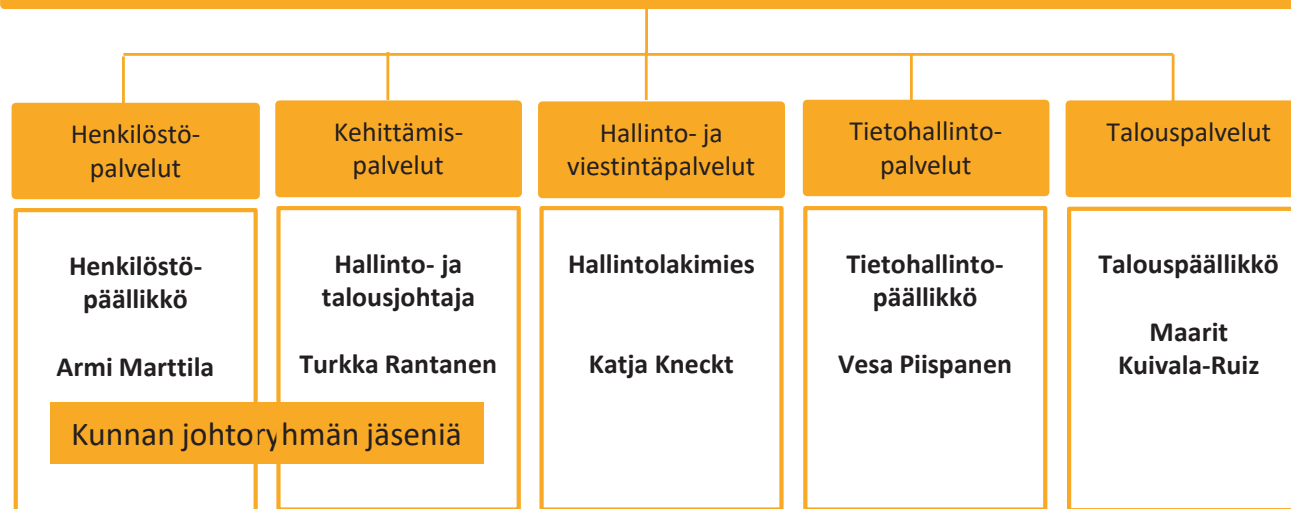 Henkilöstö-
palvelut
Kehittämis-
palvelut
Hallinto- ja
viestintäpalvelut
Tietohallinto-
palvelut
Talouspalvelut
Henkilöstö-
päällikkö
Armi Marttila
Hallinto- ja
talousjohtaja
Turkka Rantanen
Hallintolakimies
Katja Kneckt
Tietohallinto-
päällikkö
Vesa Piispanen
Talouspäällikkö
Maarit
Kuivala-Ruiz
Kunnan johtoryhmän jäseniä